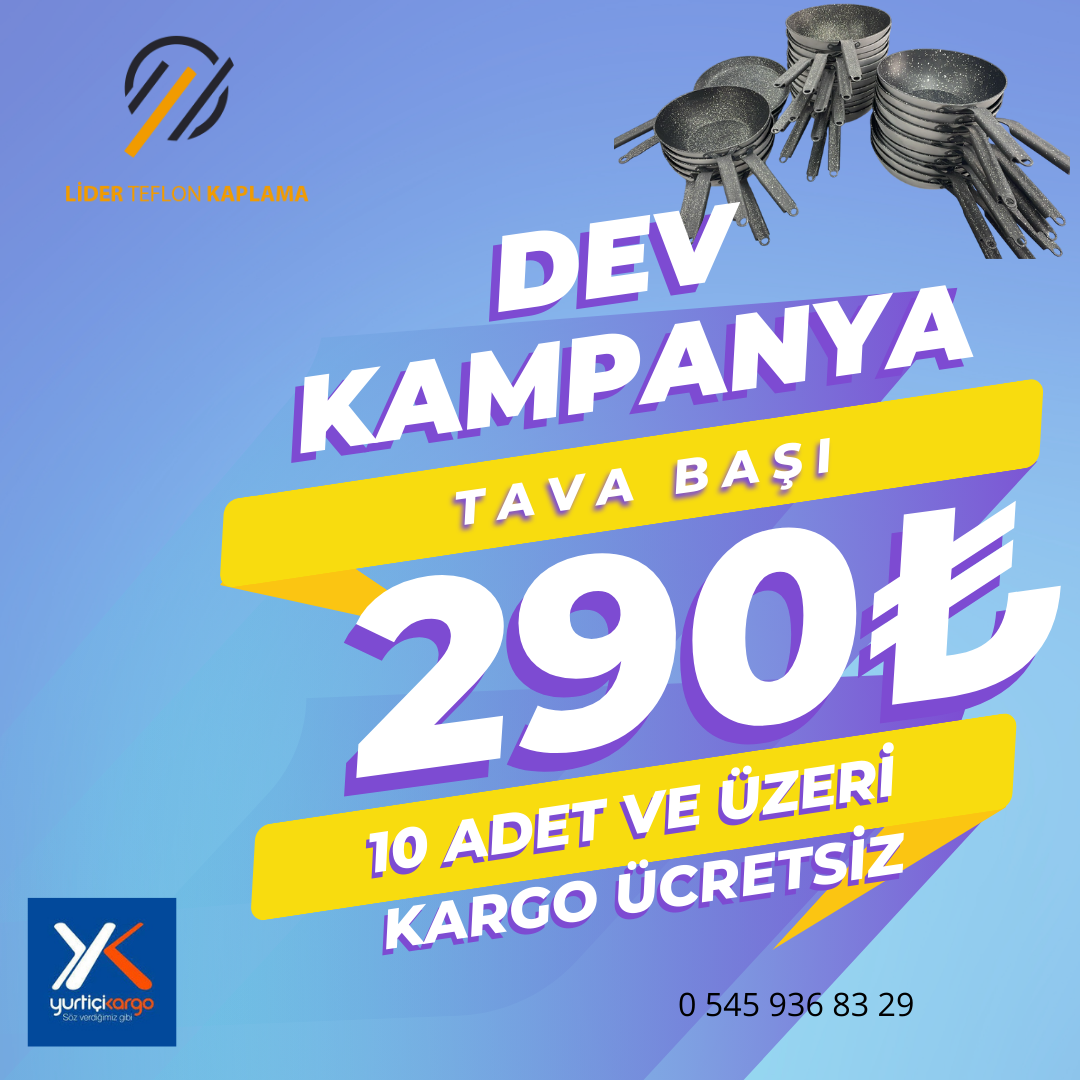 LİDER TEFLON KAPLAMA
DEV
KAMPANYA
TAVA BAŞI
290₺
10 ADET VE ÜZERİ
KARGO ÜCRETSİZ
yurtiçikargo
Söz verdiğimiz gibi
0 545 936 83 29